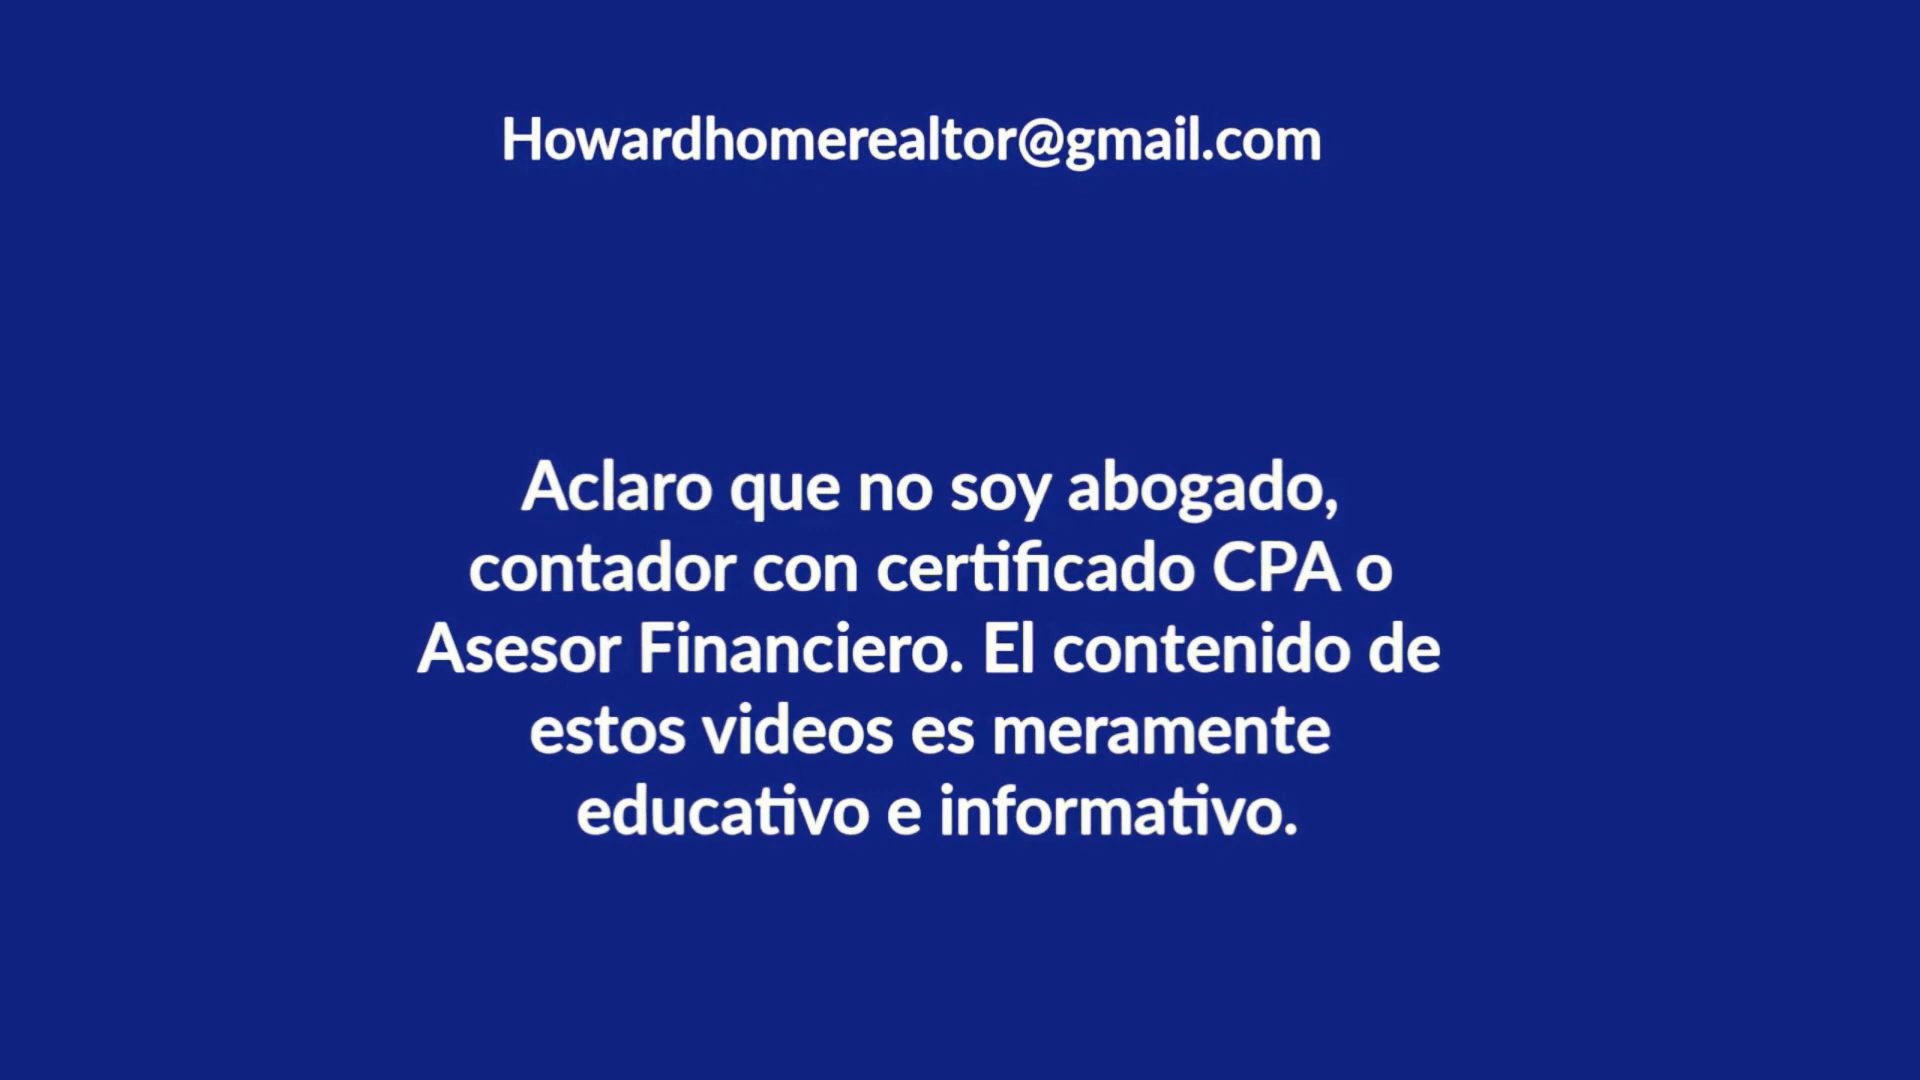 Howardhomerealtor@gmail.com
Aclaro que no soy abogado,
contador con certificado CPA o
Asesor Financiero. El contenido de
estos videos es meramente
educativo e informativo.